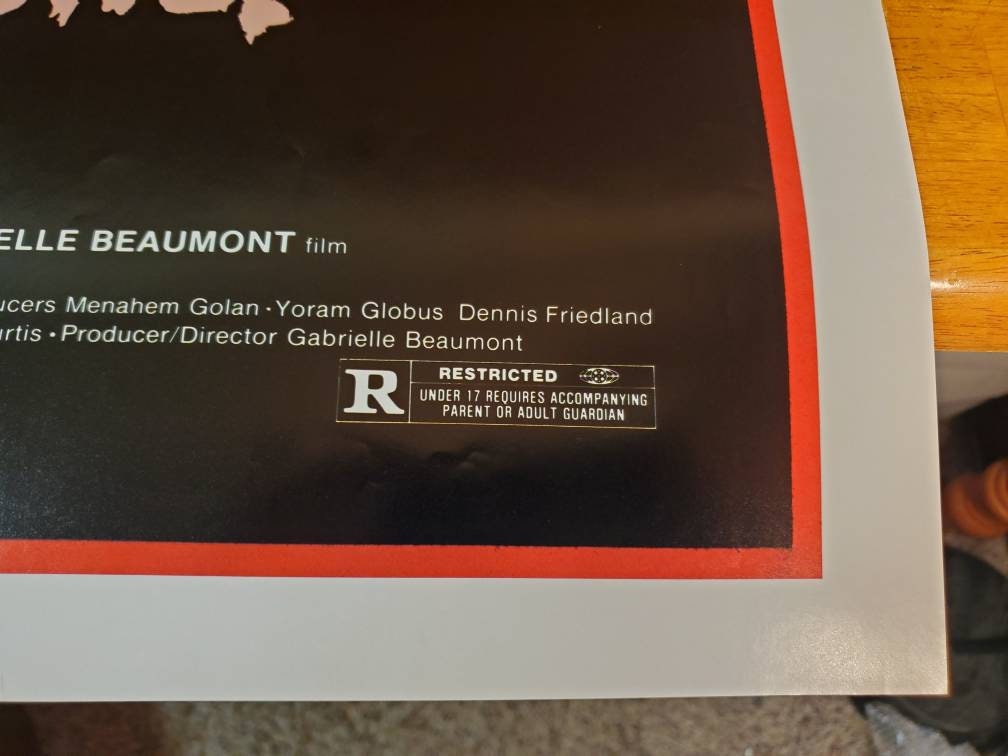 ELLE BEAUMONT film
ucers Menahem Golan · Yoram Globus Dennis Friedland
urtis · Producer/Director Gabrielle Beaumont
R RESTRICTED
UNDER 17 REQUIRES ACCOMPANYING
PARENT OR ADULT GUARDIAN